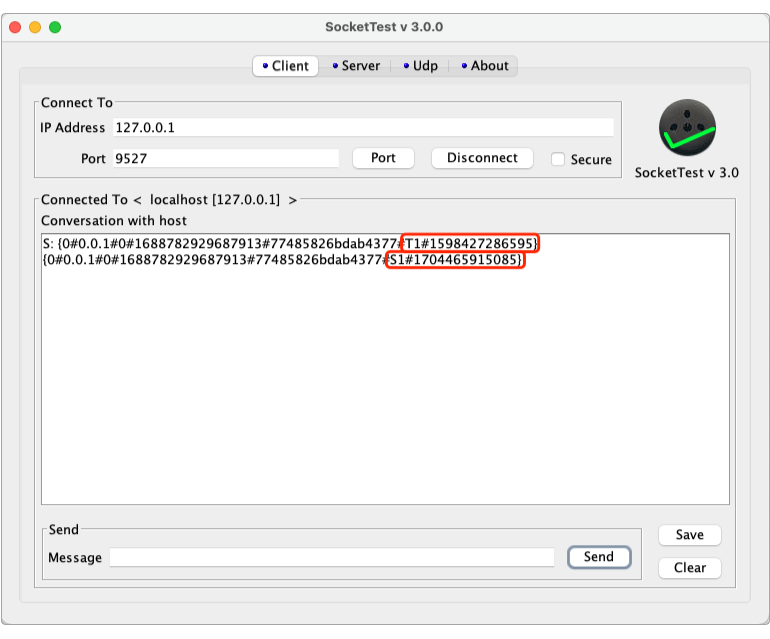 SocketTest v 3.0.0
Client Server Udp About
Connect To
IP Address 127.0.0.1
Port 9527 Port Disconnect Secure
SocketTest v 3.0
Connected To < localhost [127.0.0.1] >
Conversation with host
S: {0#0.0.1#0#1688782929687913#77485826bdab4377#T1#1598427286595}
{0#0.0.1#0#1688782929687913#77485826bdab4377#S1#1704465915085}
Send
Message Send
Save
Clear